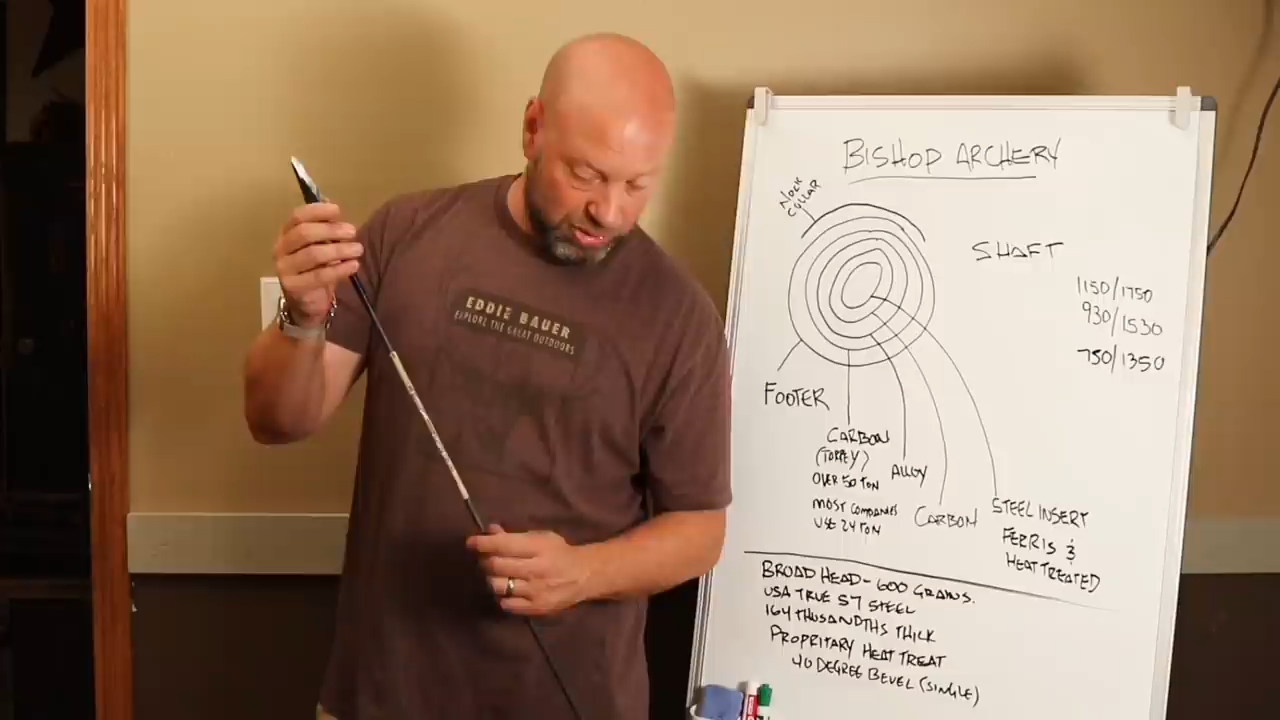 EDDIE BAUER
EXPLORE THE GREAT OUTDOORS
BISHOP ARCHERY
NOCK
COLLAR
SHAFT
1150/1750
930/1530
750/1350
FOOTER
CARBON
(TORAY)
OVER 50 TON
MOST COMPANIES
USE 24 TON
ALLOY
CARBON
STEEL INSERT
FERRIS &
HEAT TREATED
BROAD HEAD - 600 GRAINS.
USA TRUE S7 STEEL
164 THUSANDTHS THICK
PROPRITARY HEAT TREAT
40 DEGREE BEVEL (SINGLE)